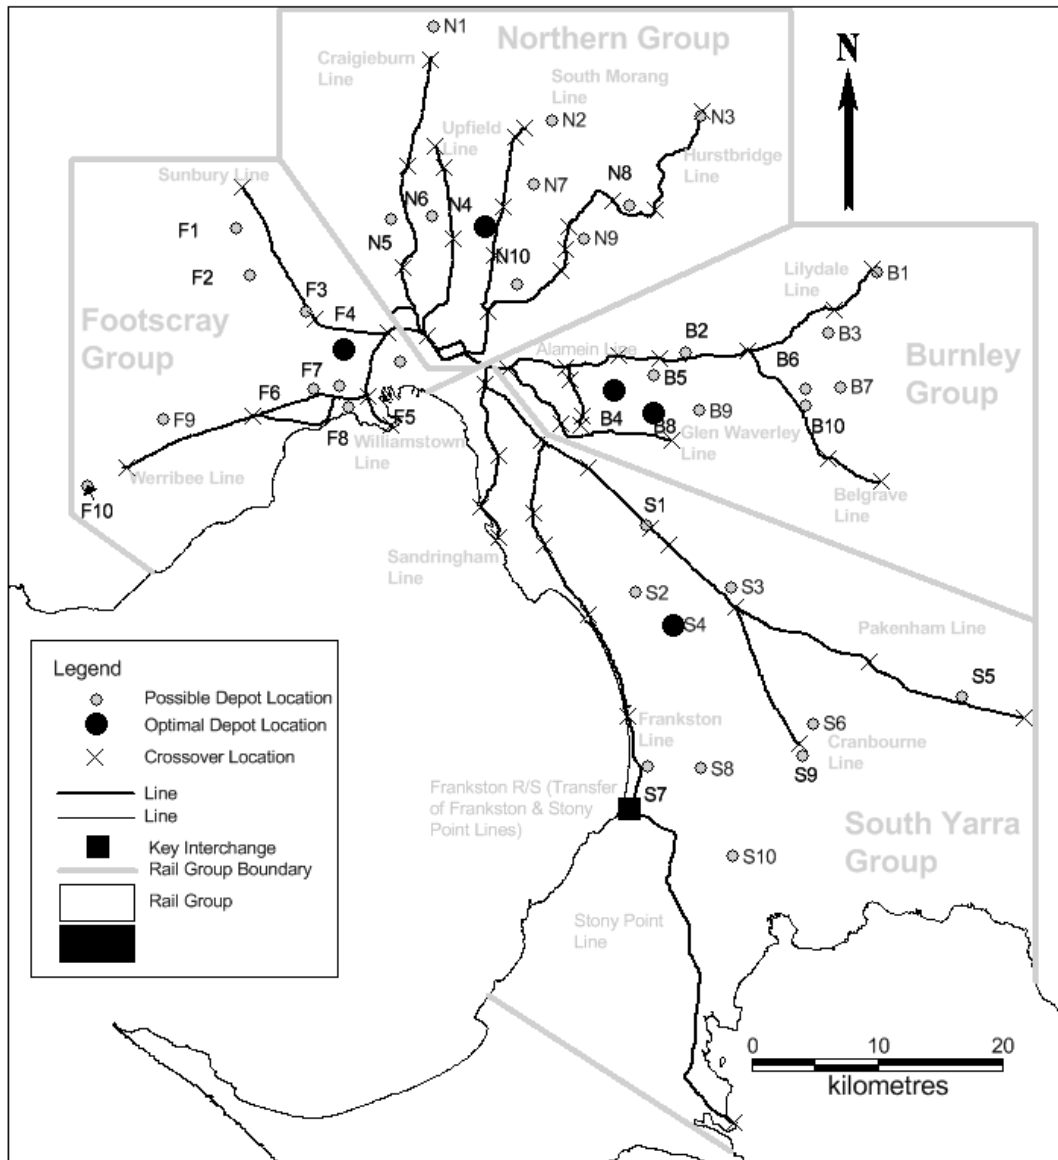 N1
Northern Group
Craigieburn
Line
South Morang
Line
N
Upfield
Line
N2
N3
Hurstbridge
Line
Sunbury Line
N6
N4
N7
N8
F1
N5
N9
N10
F2
Lilydale
Line
B1
F3
F4
Footscray
Group
Alamein Line
B2
B3
B6
Burnley
Group
F7
B5
B7
F6
F9
F5
B4
B8
B9
B10
F8
Williamstown
Line
Glen Waverley
Line
Werribee Line
F10
Belgrave
Line
S1
Sandringham
Line
S2
S3
S4
Pakenham Line
S5
Legend
Possible Depot Location
Optimal Depot Location
Crossover Location
Line
Line
Key Interchange
Rail Group Boundary
Rail Group
Frankston
Line
S6
Cranbourne
Line
S9
S8
S7
Frankston R/S (Transfer
of Frankston & Stony
Point Lines)
South Yarra
Group
S10
Stony Point
Line
0 10 20
kilometres